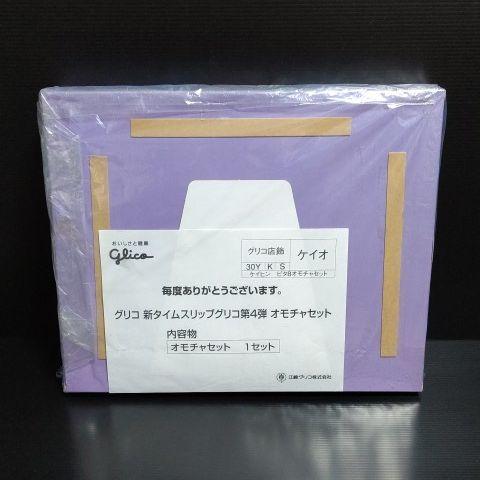 おいしさと健康
glico
グリコ店飾 ケイオ
30Y K S
ケイヒン ビタBオモチャセット
毎度ありがとうございます。
グリコ 新タイムスリップグリコ第4弾 オモチャセット
内容物
オモチャセット 1セット
江崎グリコ株式会社